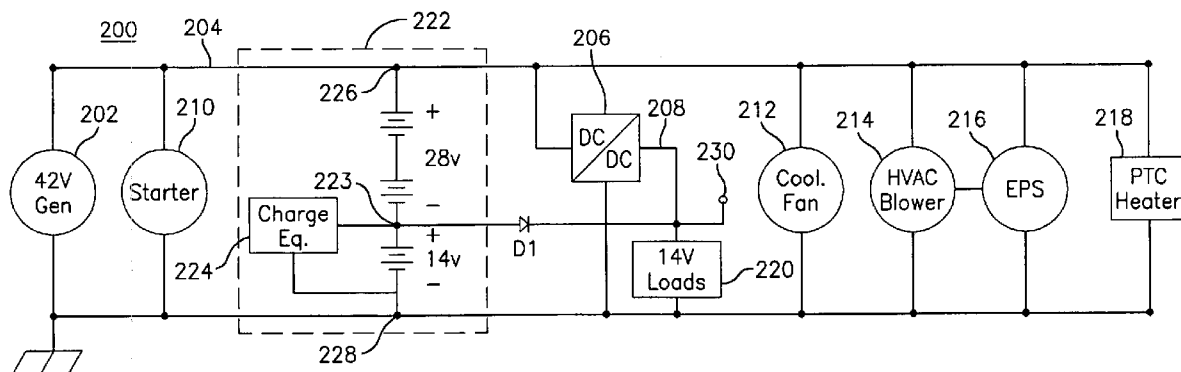 200
204
222
206
226
202
210
208
212
214
216
218
+
28v
-
DC
DC
230
42V
Gen
Starter
223
Cool.
Fan
HVAC
Blower
EPS
PTC
Heater
Charge
Eq.
+
14v
-
D1
14V
Loads
220
224
228